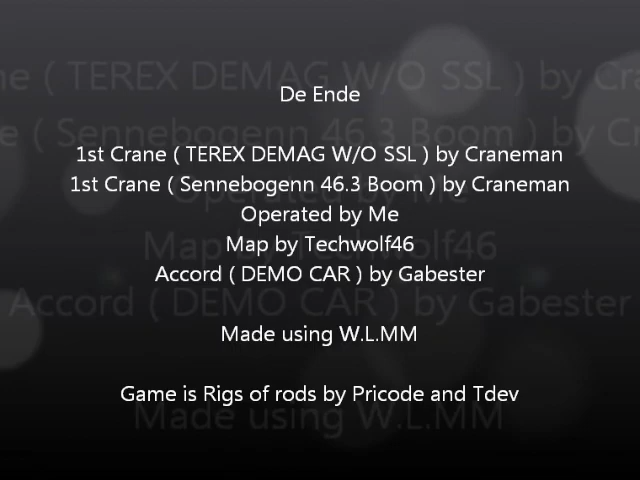 De Ende
1st Crane ( TEREX DEMAG W/O SSL ) by Craneman
1st Crane ( Sennebogenn 46.3 Boom ) by Craneman
Operated by Me
Map by Techwolf46
Accord ( DEMO CAR ) by Gabester
Made using W.L.MM
Game is Rigs of rods by Pricode and Tdev